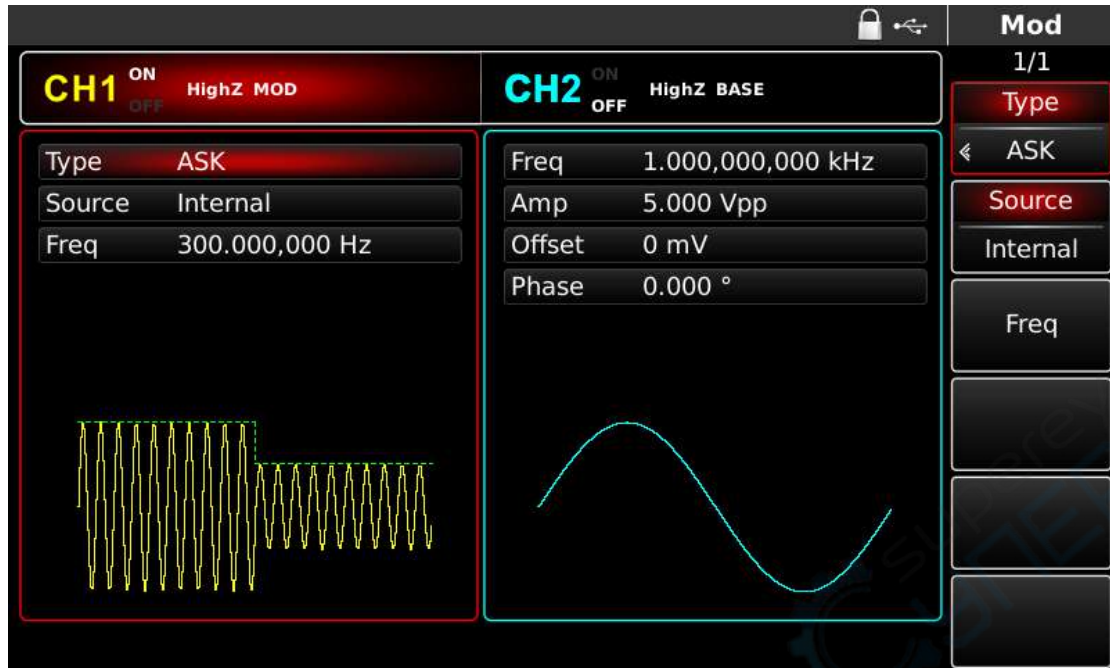 Mod
1/1
CH1 ON OFF HighZ MOD
CH2 ON OFF HighZ BASE
Type ASK
Source Internal
Freq 300.000,000 Hz
Freq 1.000,000,000 kHz
Amp 5.000 Vpp
Offset 0 mV
Phase 0.000 °
Type
ASK
Source
Internal
Freq